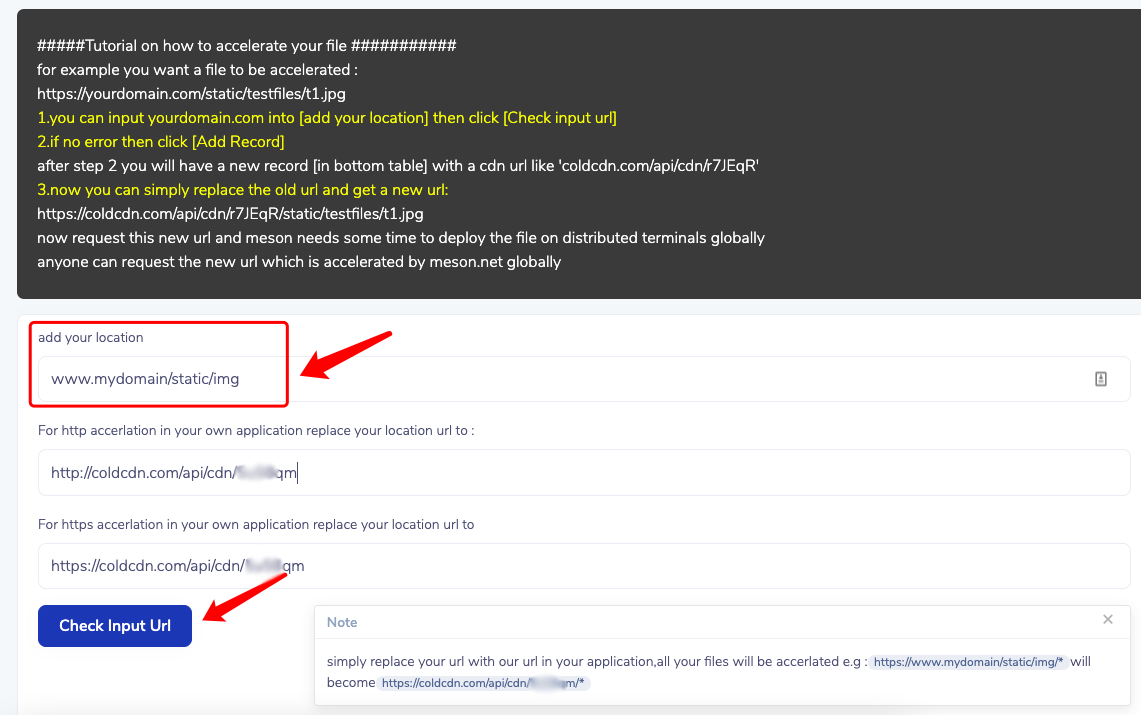 #####Tutorial on how to accelerate your file ###########
for example you want a file to be accelerated :
https://yourdomain.com/static/testfiles/t1.jpg
1.you can input yourdomain.com into [add your location] then click [Check input url]
2.if no error then click [Add Record]
after step 2 you will have a new record [in bottom table] with a cdn url like 'coldcdn.com/api/cdn/r7JEqR'
3.now you can simply replace the old url and get a new url:
https://coldcdn.com/api/cdn/r7JEqR/static/testfiles/t1.jpg
now request this new url and meson needs some time to deploy the file on distributed terminals globally
anyone can request the new url which is accelerated by meson.net globally
add your location
www.mydomain/static/img
For http accerlation in your own application replace your location url to :
http://coldcdn.com/api/cdn/ qm
For https accerlation in your own application replace your location url to
https://coldcdn.com/api/cdn/ qm
Check Input Url
Note
simply replace your url with our url in your application,all your files will be accerlated e.g : https://www.mydomain/static/img/* will
become https://coldcdn.com/api/cdn/ qm/*